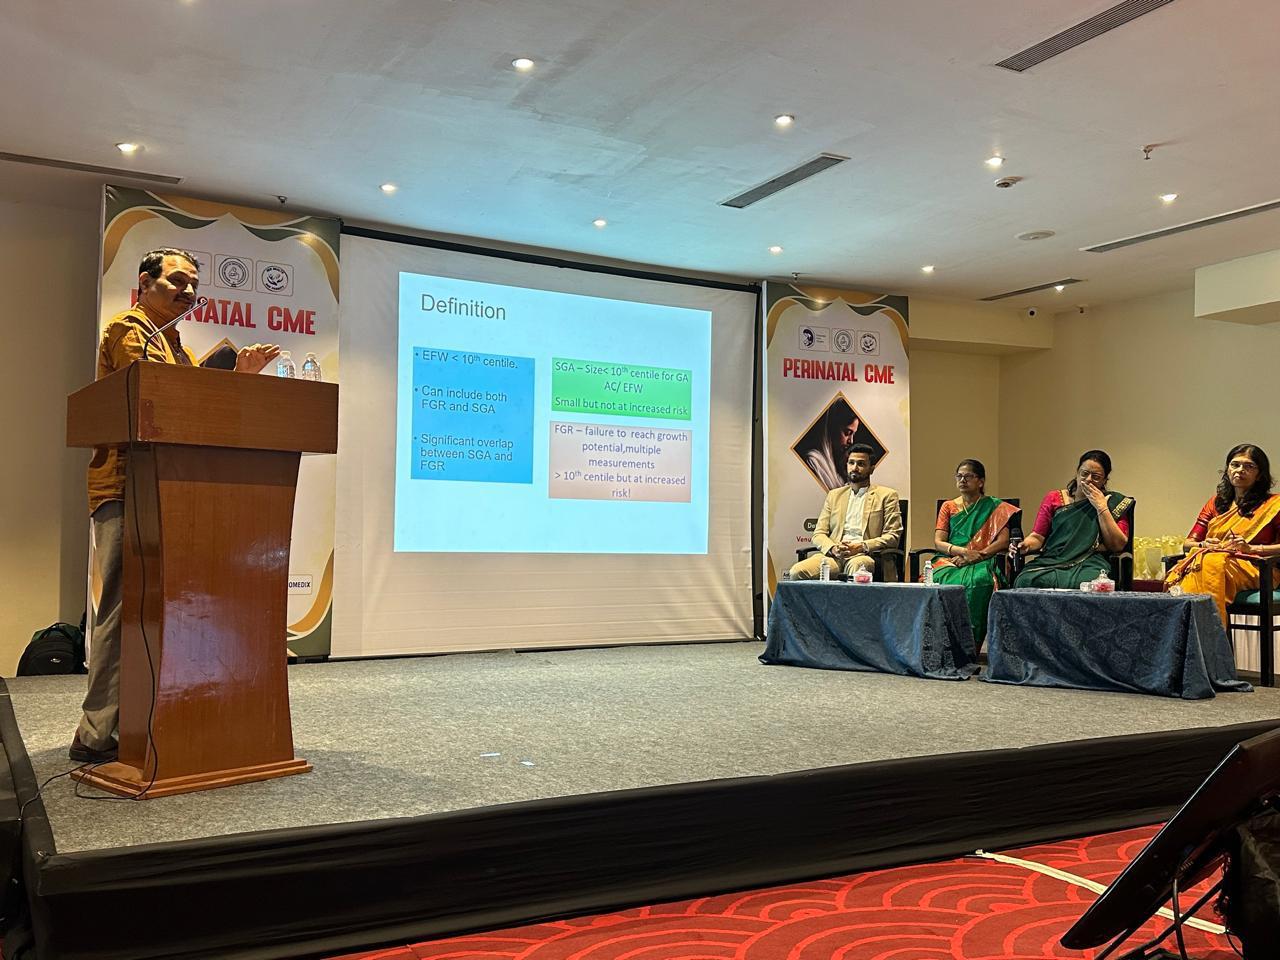 NATAL CME
OMEDIX
Definition
• EFW < 10th centile.
• Can include both
FGR and SGA
• Significant overlap
between SGA and
FGR
SGA – Size< 10th centile for GA
AC/ EFW
Small but not at increased risk
FGR – failure to reach growth
potential,multiple
measurements
> 10th centile but at increased
risk!
PERINATAL CME